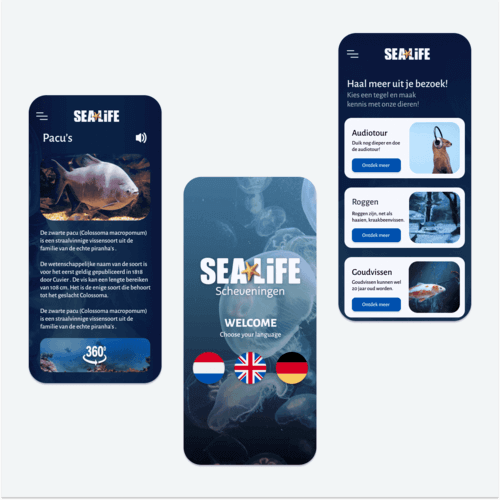 SEALIFE
Pacu's
De zwarte pacu (Colossoma macropomum)
is een straalvinnige vissensoort uit de
familie van de echte piranha's .
De wetenschappelijke naam van de soort is
voor het eerst geldig gepubliceerd in 1818
door Cuvier . De vis kan een lengte bereiken
van 108 cm. Het is de enige soort die behoort
tot het geslacht Colossoma.
De zwarte pacu (Colossoma macropomum)
is een straalvinnige vissensoort uit de
familie van de echte piranha's .
360°
SEALIFE
Scheveningen
WELCOME
Choose your language
SEALIFE
Haal meer uit je bezoek!
Kies een tegel en maak
kennis met onze dieren!
Audiotour
Duik nog dieper en doe
de audiotour!
Ontdek meer
Roggen
Roggen zijn, net als
haaien, kraakbeenvissen.
Ontdek meer
Goudvissen
Goudvissen kunnen wel
20 jaar oud worden.
Ontdek meer